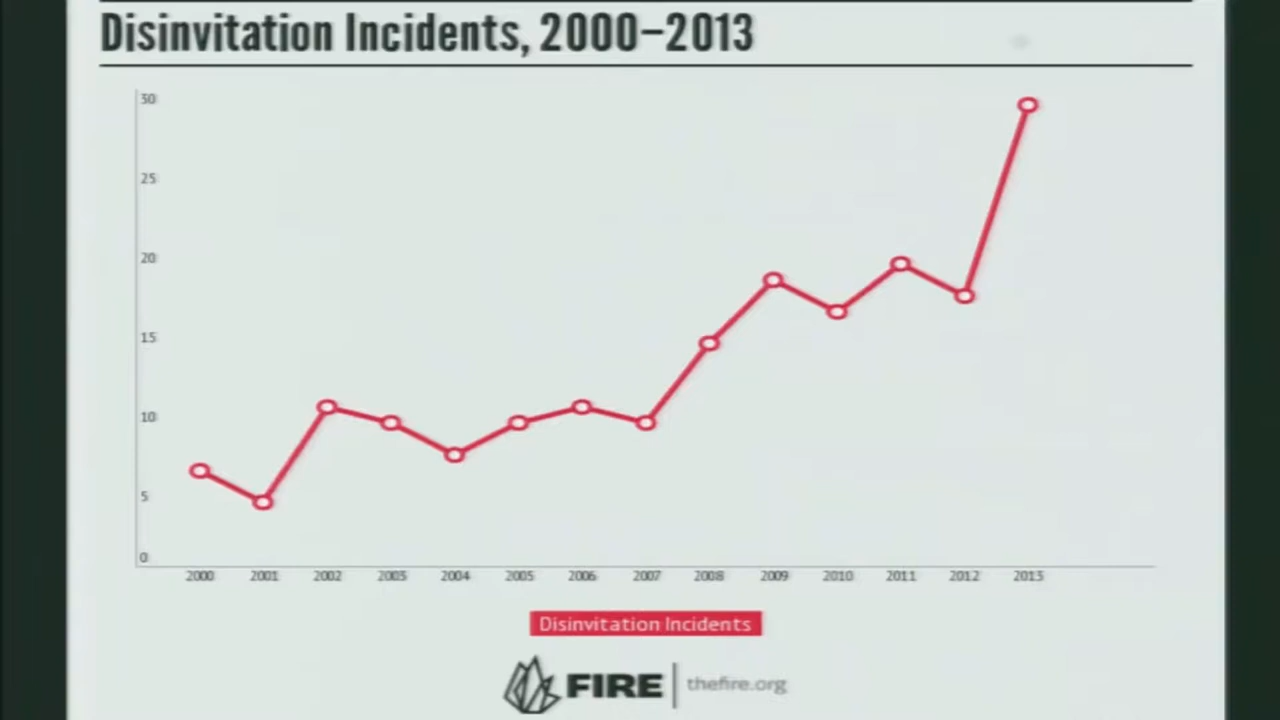 Disinvitation Incidents, 2000–2013
30
25
20
15
10
5
0
2000 2001 2002 2003 2004 2005 2006 2007 2008 2009 2010 2011 2012 2013
Disinvitation Incidents
FIRE | thefire.org